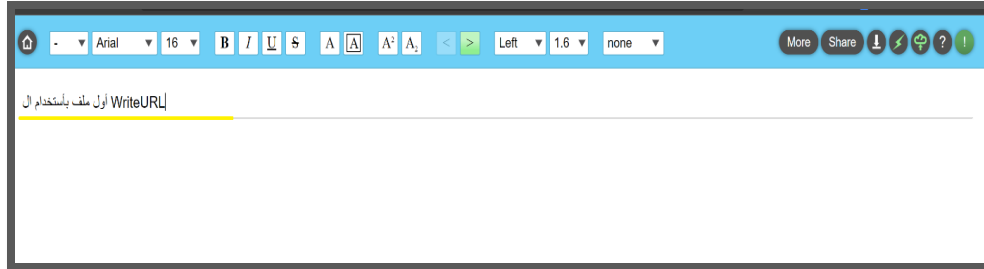 - Arial 16 B I U S A A A² A₂ < > Left 1.6 none More Share ? !
أول ملف بأستخدام ال WriteURL